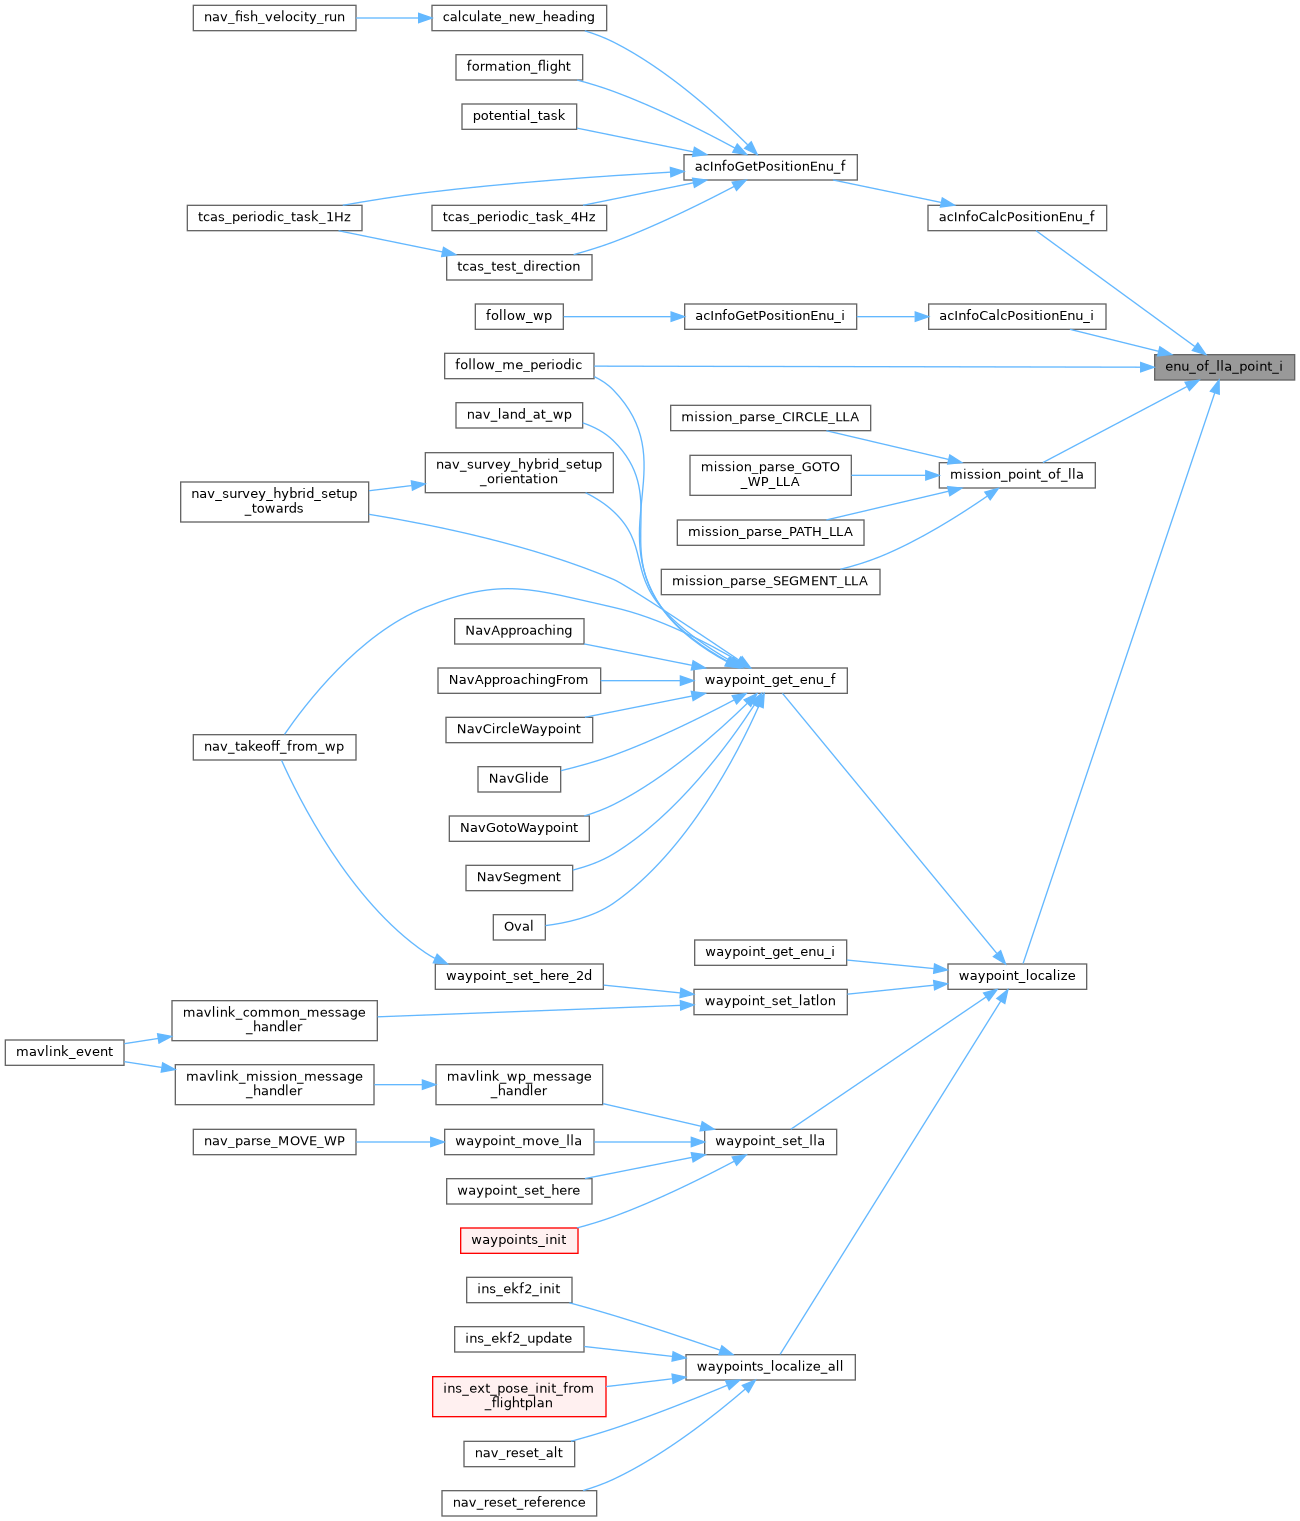 nav_fish_velocity_run
calculate_new_heading
formation_flight
potential_task
acInfoGetPositionEnu_f
tcas_periodic_task_1Hz
tcas_periodic_task_4Hz
acInfoCalcPositionEnu_f
tcas_test_direction
follow_wp
acInfoGetPositionEnu_i
acInfoCalcPositionEnu_i
follow_me_periodic
enu_of_lla_point_i
nav_land_at_wp
mission_parse_CIRCLE_LLA
nav_survey_hybrid_setup
_orientation
mission_parse_GOTO
_WP_LLA
mission_point_of_lla
nav_survey_hybrid_setup
_towards
mission_parse_PATH_LLA
mission_parse_SEGMENT_LLA
NavApproaching
NavApproachingFrom
waypoint_get_enu_f
NavCircleWaypoint
nav_takeoff_from_wp
NavGlide
NavGotoWaypoint
NavSegment
Oval
waypoint_get_enu_i
waypoint_set_here_2d
waypoint_localize
waypoint_set_latlon
mavlink_common_message
_handler
mavlink_event
mavlink_mission_message
_handler
mavlink_wp_message
_handler
nav_parse_MOVE_WP
waypoint_move_lla
waypoint_set_lla
waypoint_set_here
waypoints_init
ins_ekf2_init
ins_ekf2_update
waypoints_localize_all
ins_ext_pose_init_from
_flightplan
nav_reset_alt
nav_reset_reference